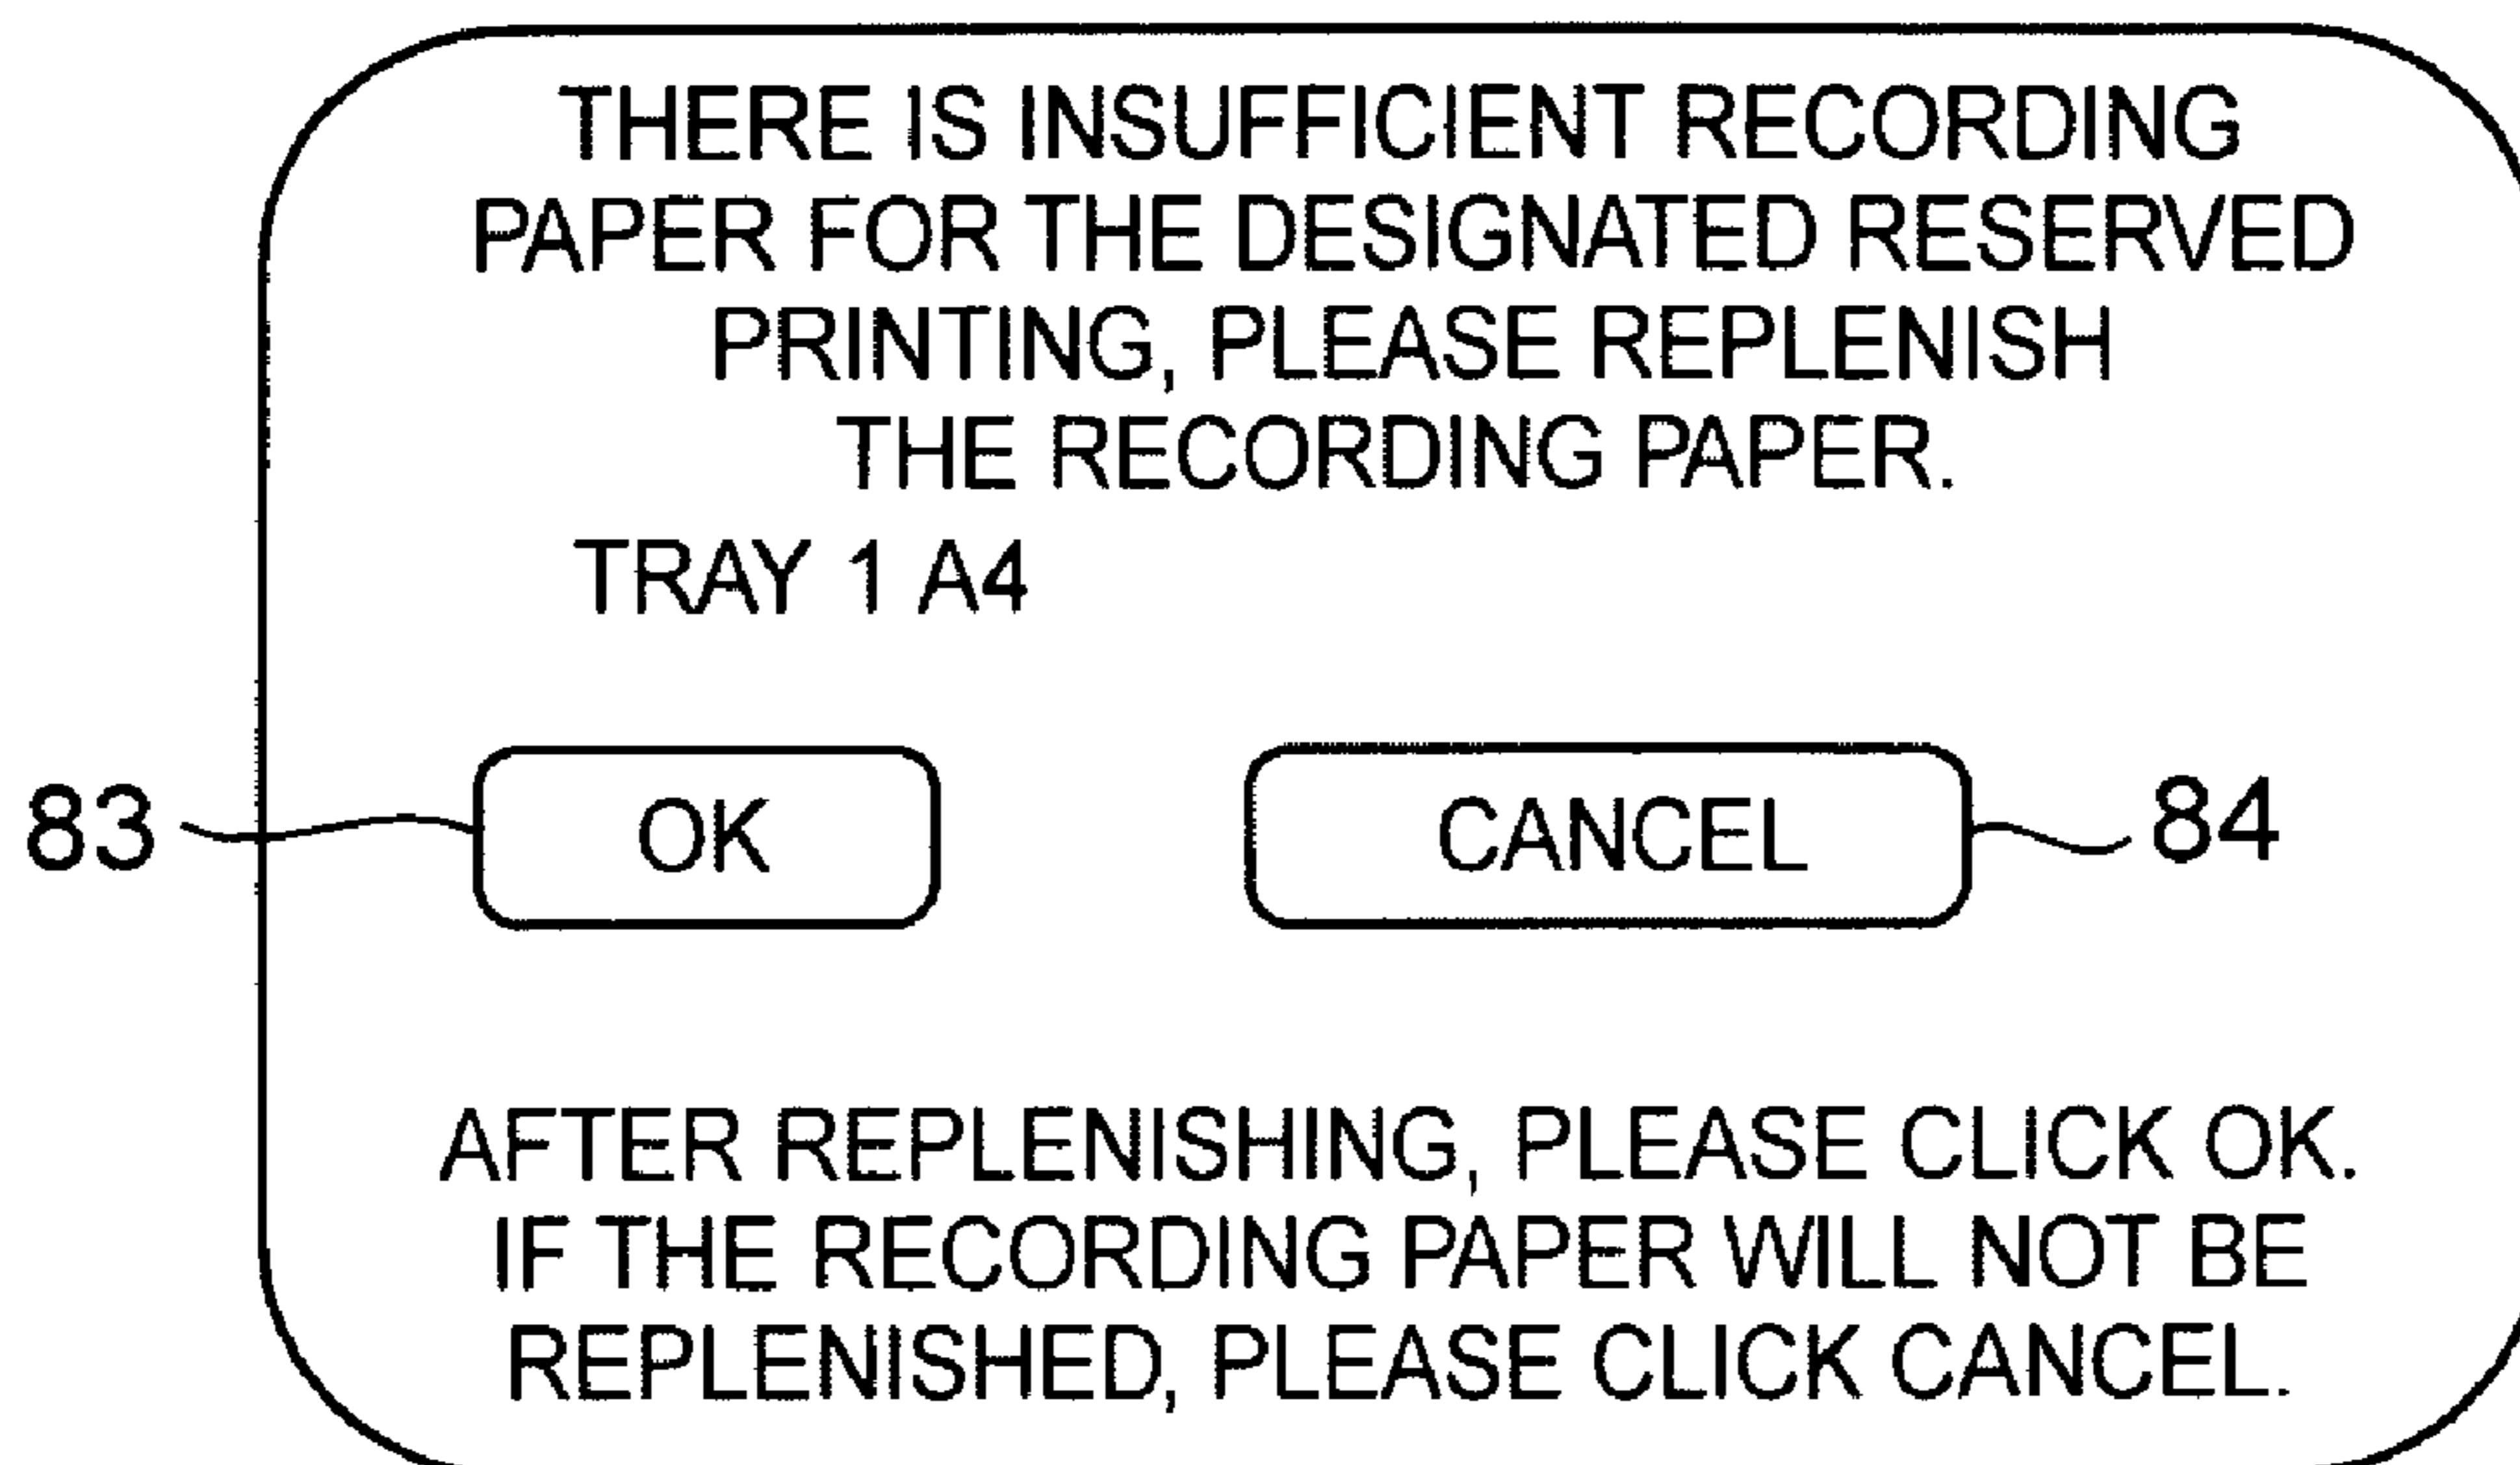 THERE IS INSUFFICIENT RECORDING
PAPER FOR THE DESIGNATED RESERVED
PRINTING, PLEASE REPLENISH
THE RECORDING PAPER.
TRAY 1 A4
83 OK CANCEL 84
AFTER REPLENISHING, PLEASE CLICK OK.
IF THE RECORDING PAPER WILL NOT BE
REPLENISHED, PLEASE CLICK CANCEL.